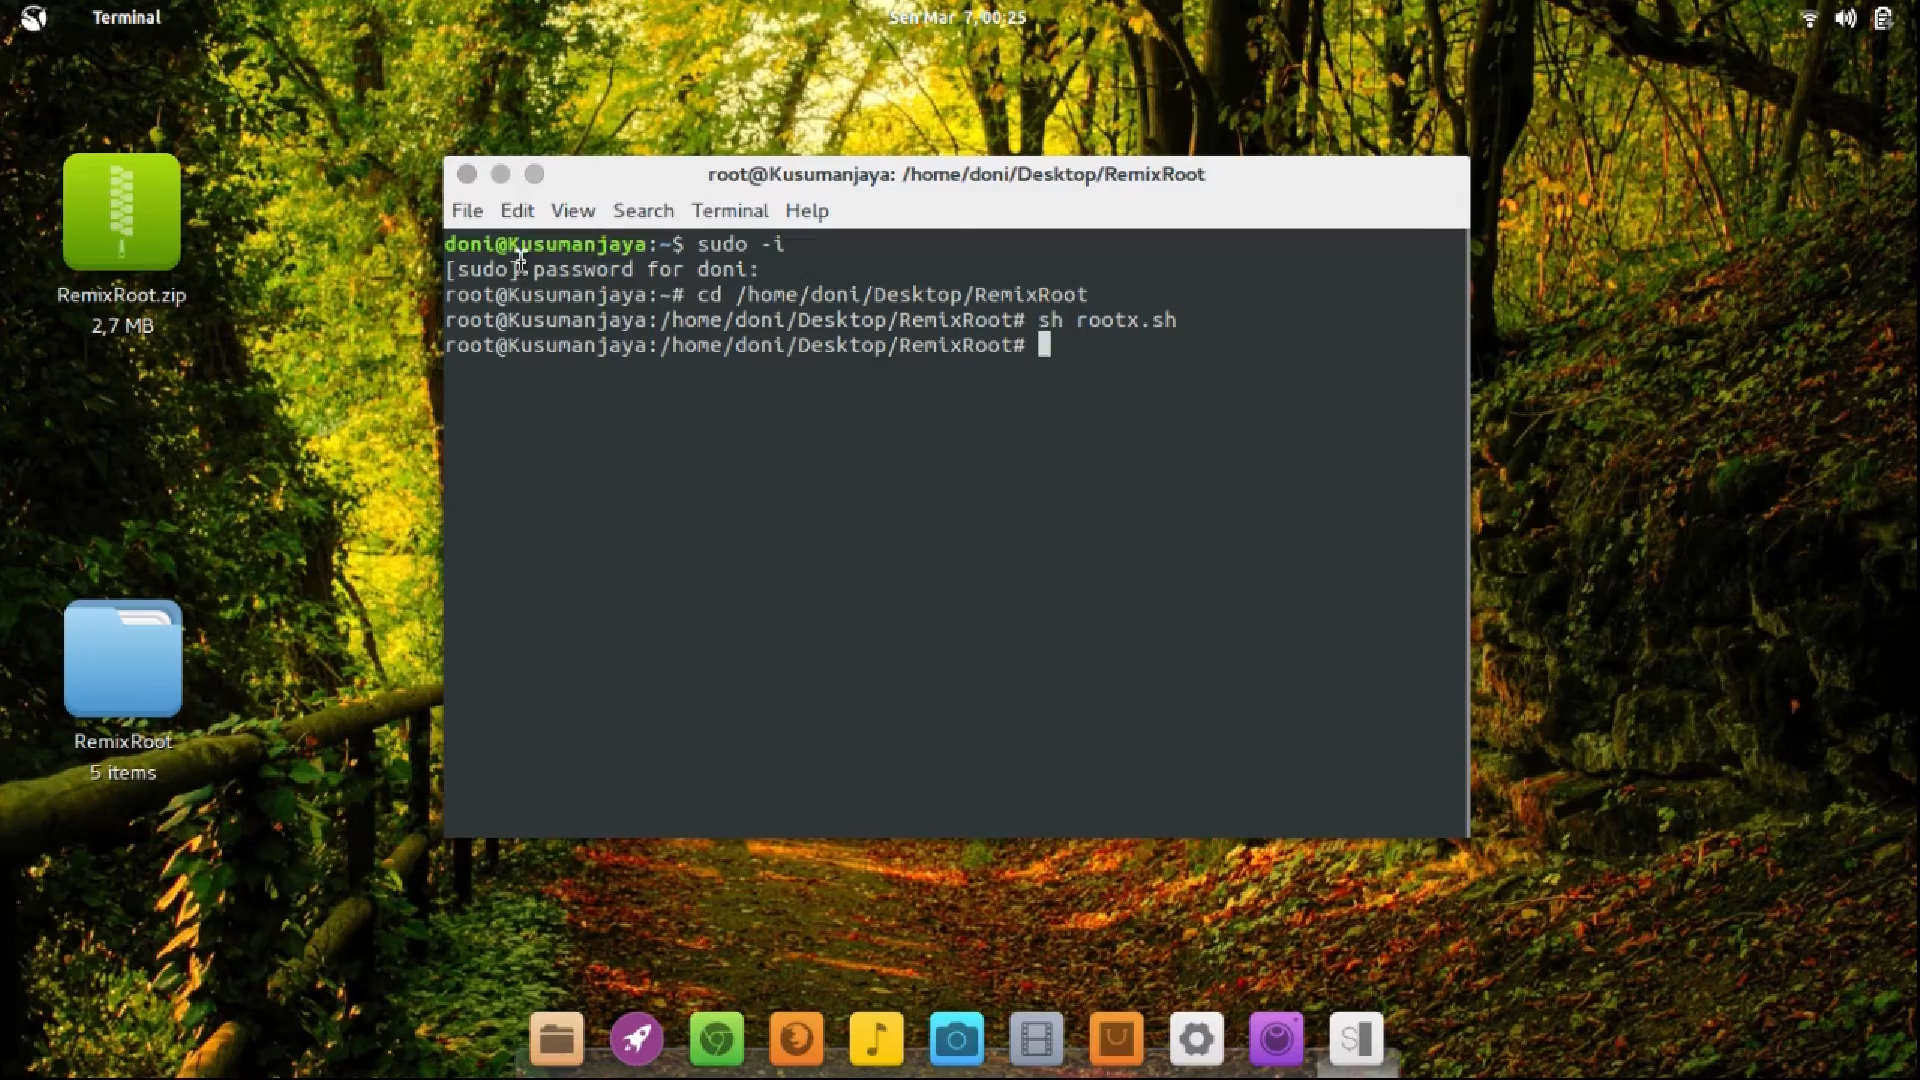 Terminal
Sen Mar 7, 00:25
root@Kusumanjaya: /home/doni/Desktop/RemixRoot
File Edit View Search Terminal Help
doni@Kusumanjaya:~$ sudo -i
[sudo] password for doni:
root@Kusumanjaya:~# cd /home/doni/Desktop/RemixRoot
root@Kusumanjaya:/home/doni/Desktop/RemixRoot# sh rootx.sh
root@Kusumanjaya:/home/doni/Desktop/RemixRoot#
RemixRoot.zip
2,7 MB
RemixRoot
5 items
$